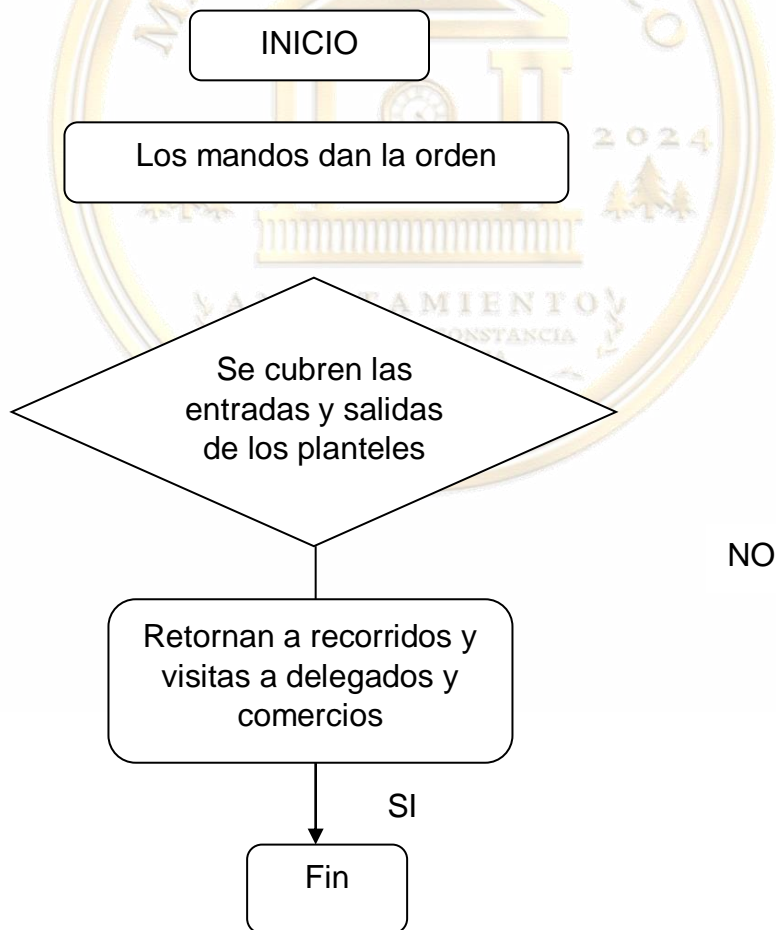 INICIO
Los mandos dan la orden
2024
Se cubren las
entradas y salidas
de los planteles
NO
Retornan a recorridos y
visitas a delegados y
comercios
SI
Fin